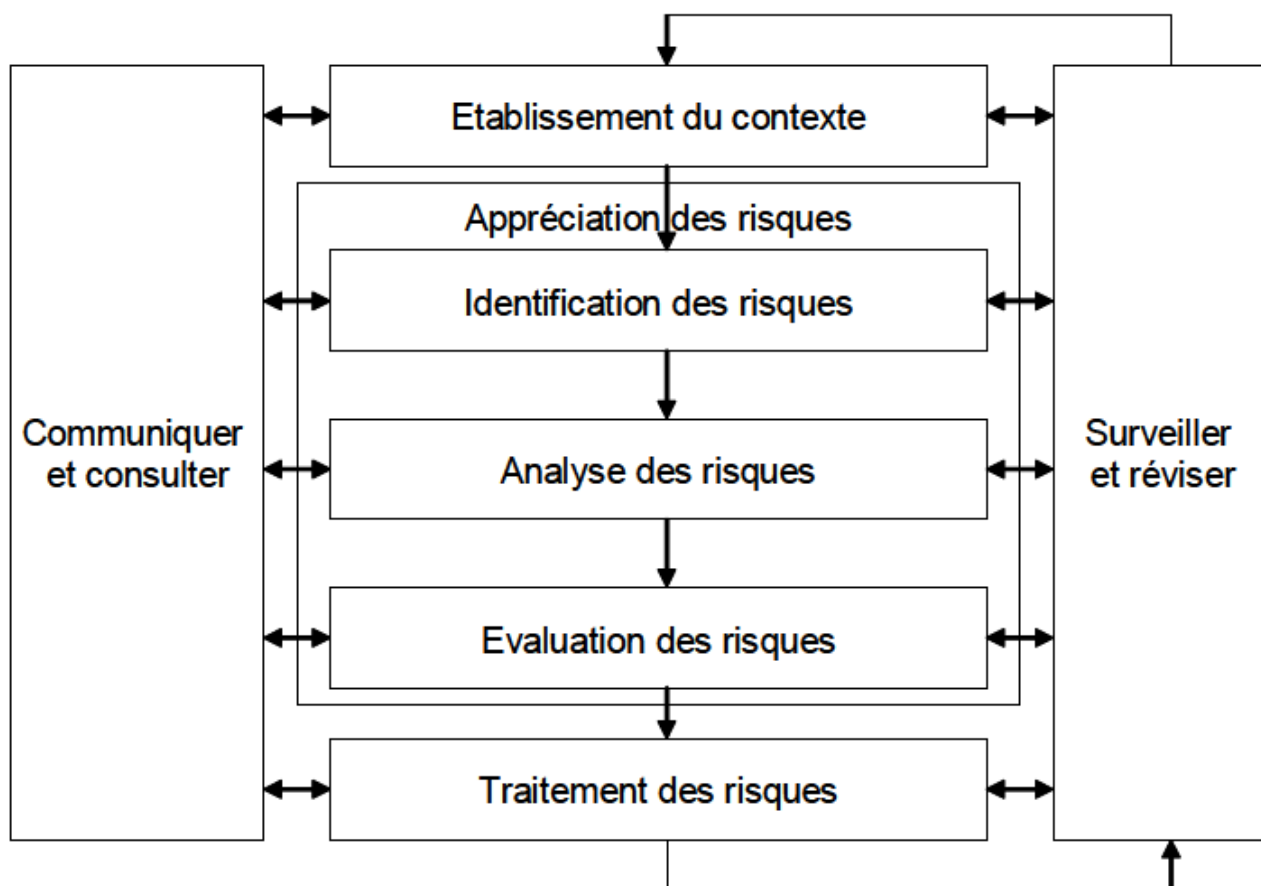 Etablissement du contexte
Appréciation des risques
Identification des risques
Communiquer
et consulter
Analyse des risques
Surveiller
et réviser
Evaluation des risques
Traitement des risques